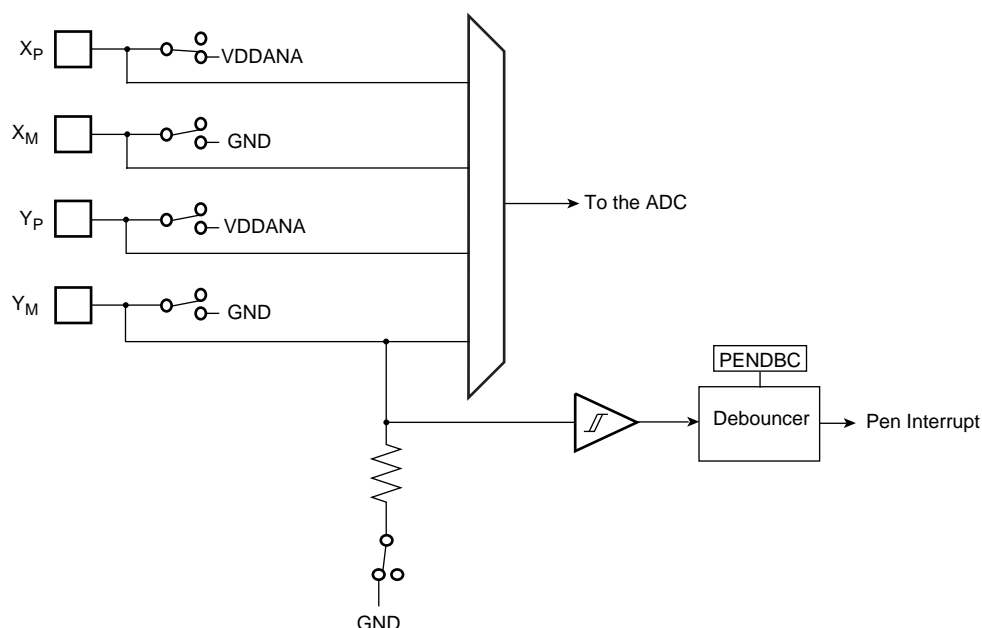 XP
VDDANA
XM
GND
YP
VDDANA
To the ADC
YM
GND
PENDBC
Debouncer
Pen Interrupt
GND